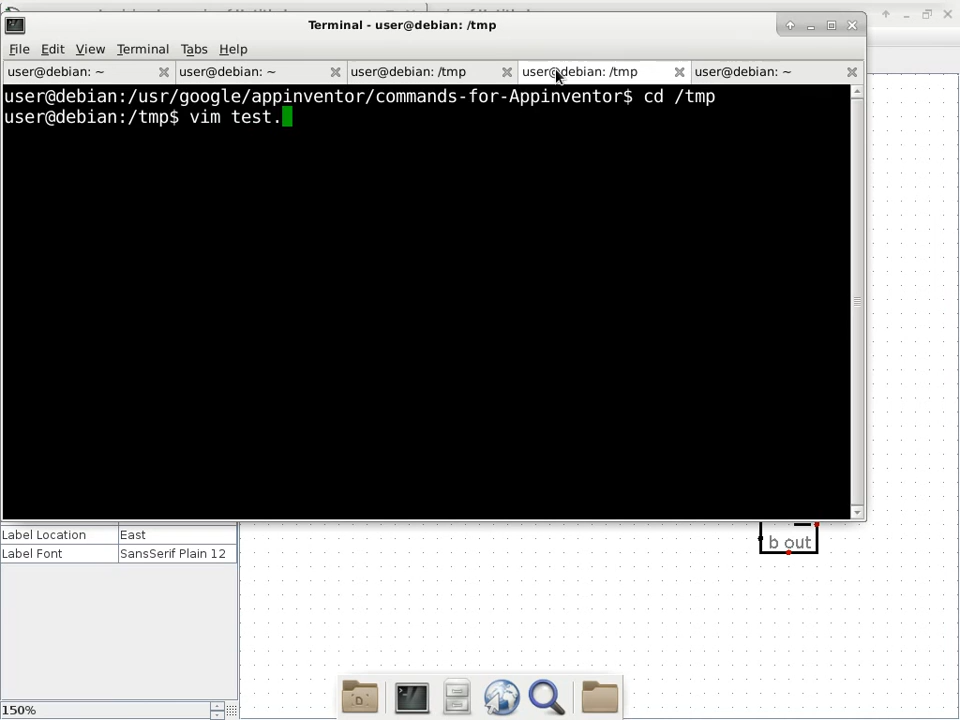 Terminal - user@debian: /tmp
File Edit View Terminal Tabs Help
user@debian: ~ user@debian: ~ user@debian: /tmp user@debian: /tmp user@debian: ~
user@debian:/usr/google/appinventor/commands-for-Appinventor$ cd /tmp
user@debian:/tmp$ vim test.
Label Location East
Label Font SansSerif Plain 12
b out
150%